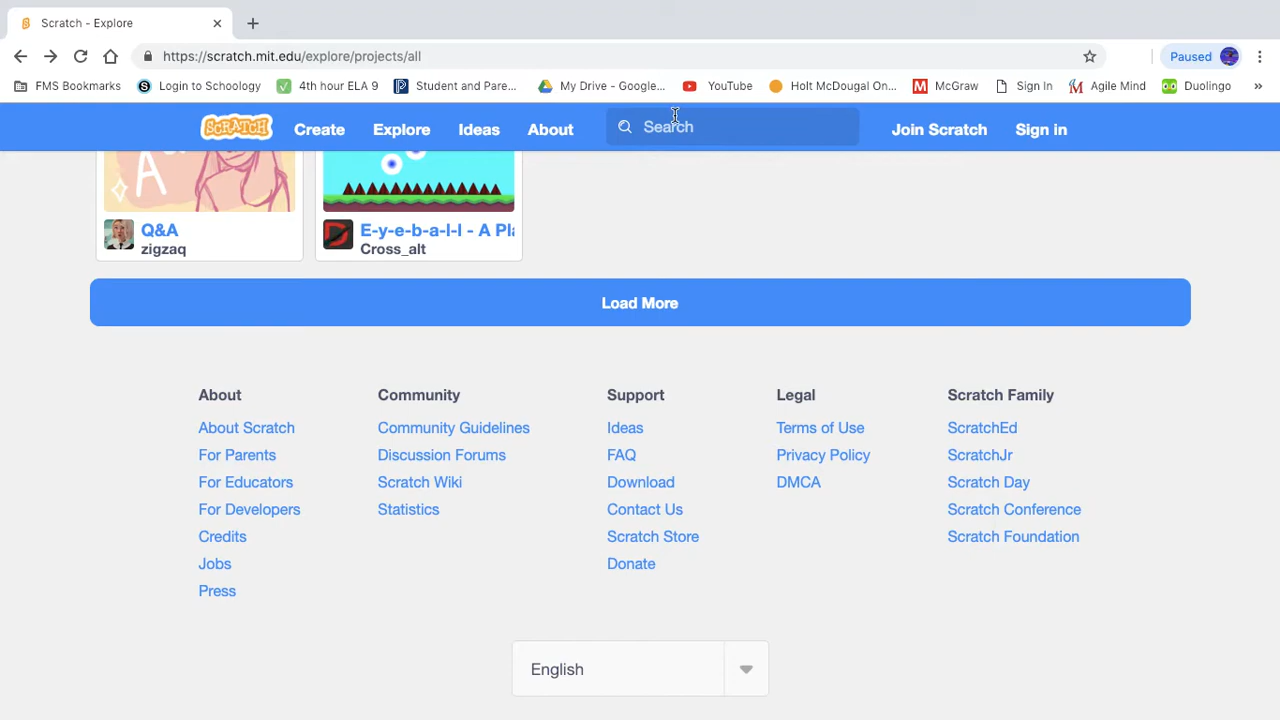 Scratch - Explore
https://scratch.mit.edu/explore/projects/all
Paused
FMS Bookmarks
Login to Schoology
4th hour ELA 9
Student and Pare...
My Drive - Google...
YouTube
Holt McDougal On...
McGraw
Sign In
Agile Mind
Duolingo
»
SCRATCH
Create
Explore
Ideas
About
Search
Join Scratch
Sign in
A
Q&A
zigzaq
E-y-e-b-a-l-l - A Pla
Cross_alt
Load More
About
About Scratch
For Parents
For Educators
For Developers
Credits
Jobs
Press
Community
Community Guidelines
Discussion Forums
Scratch Wiki
Statistics
Support
Ideas
FAQ
Download
Contact Us
Scratch Store
Donate
Legal
Terms of Use
Privacy Policy
DMCA
Scratch Family
ScratchEd
ScratchJr
Scratch Day
Scratch Conference
Scratch Foundation
English